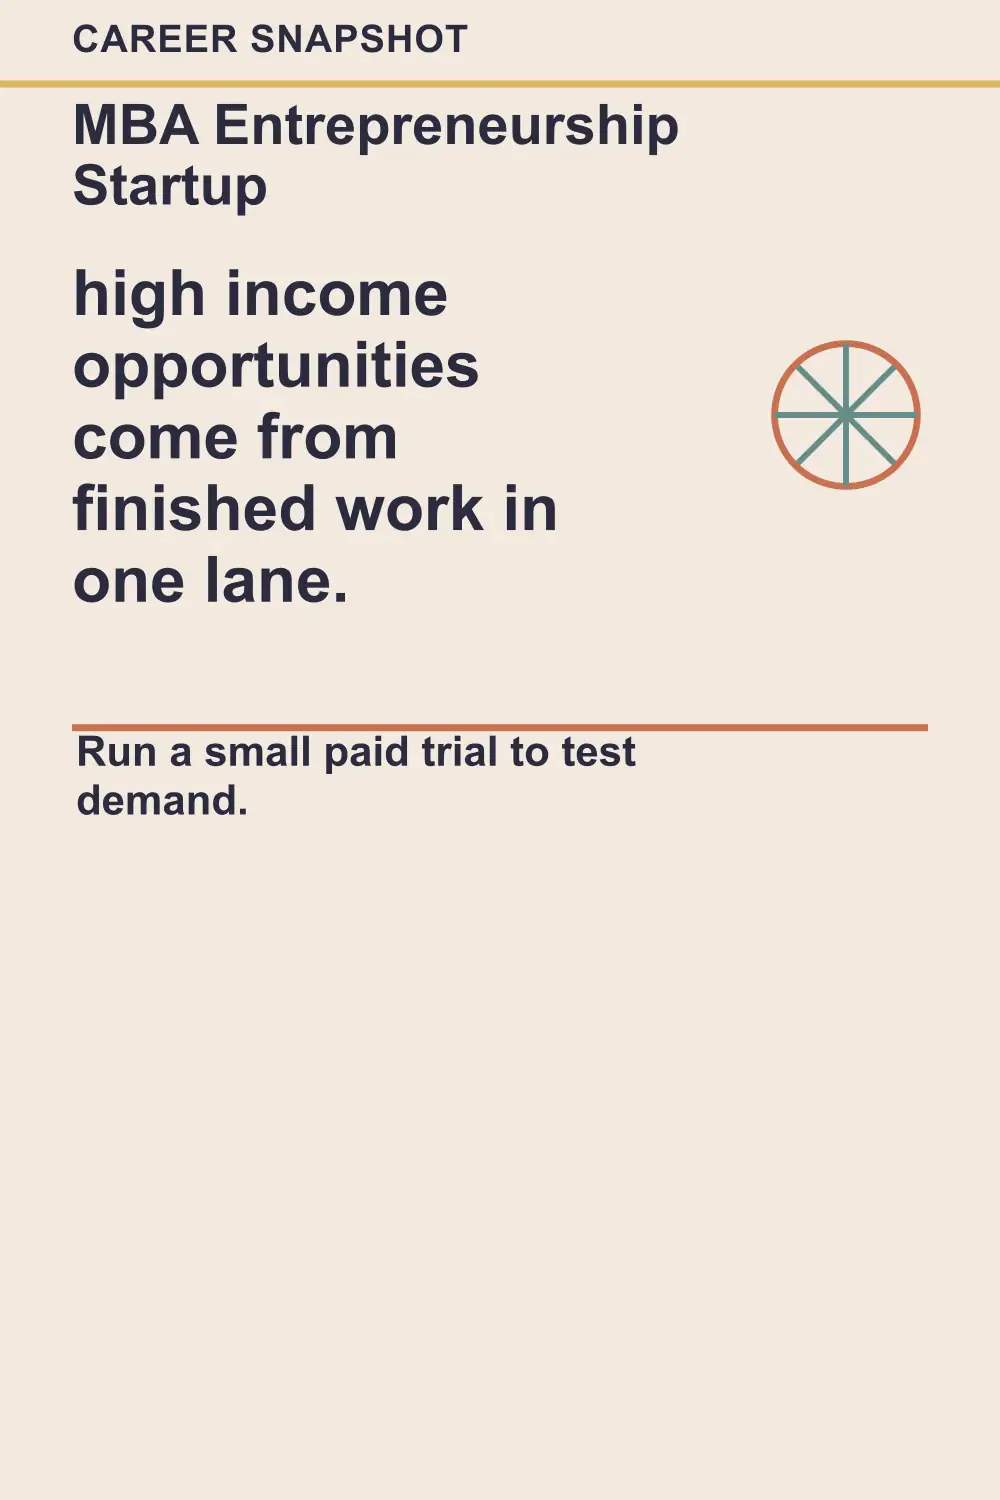 CAREER SNAPSHOT
MBA Entrepreneurship
Startup
high income
opportunities
come from
finished work in
one lane.
Run a small paid trial to test
demand.